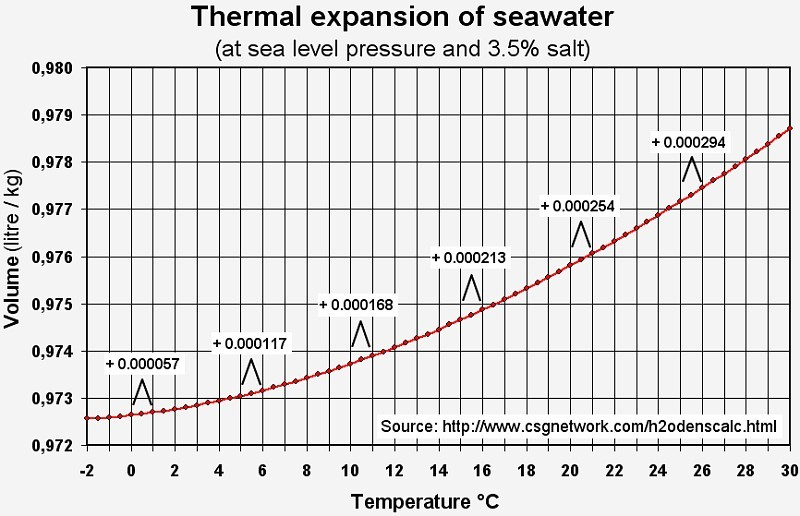 Thermal expansion of seawater
(at sea level pressure and 3.5% salt)
0,980
0,979
0,978
0,977
0,976
0,975
0,974
0,973
0,972
Volume (litre / kg)
+ 0.000057
+ 0.000117
+ 0.000168
+ 0.000213
+ 0.000254
+ 0.000294
Source: http://www.csgnetwork.com/h2odenscalc.html
-2 0 2 4 6 8 10 12 14 16 18 20 22 24 26 28 30
Temperature °C